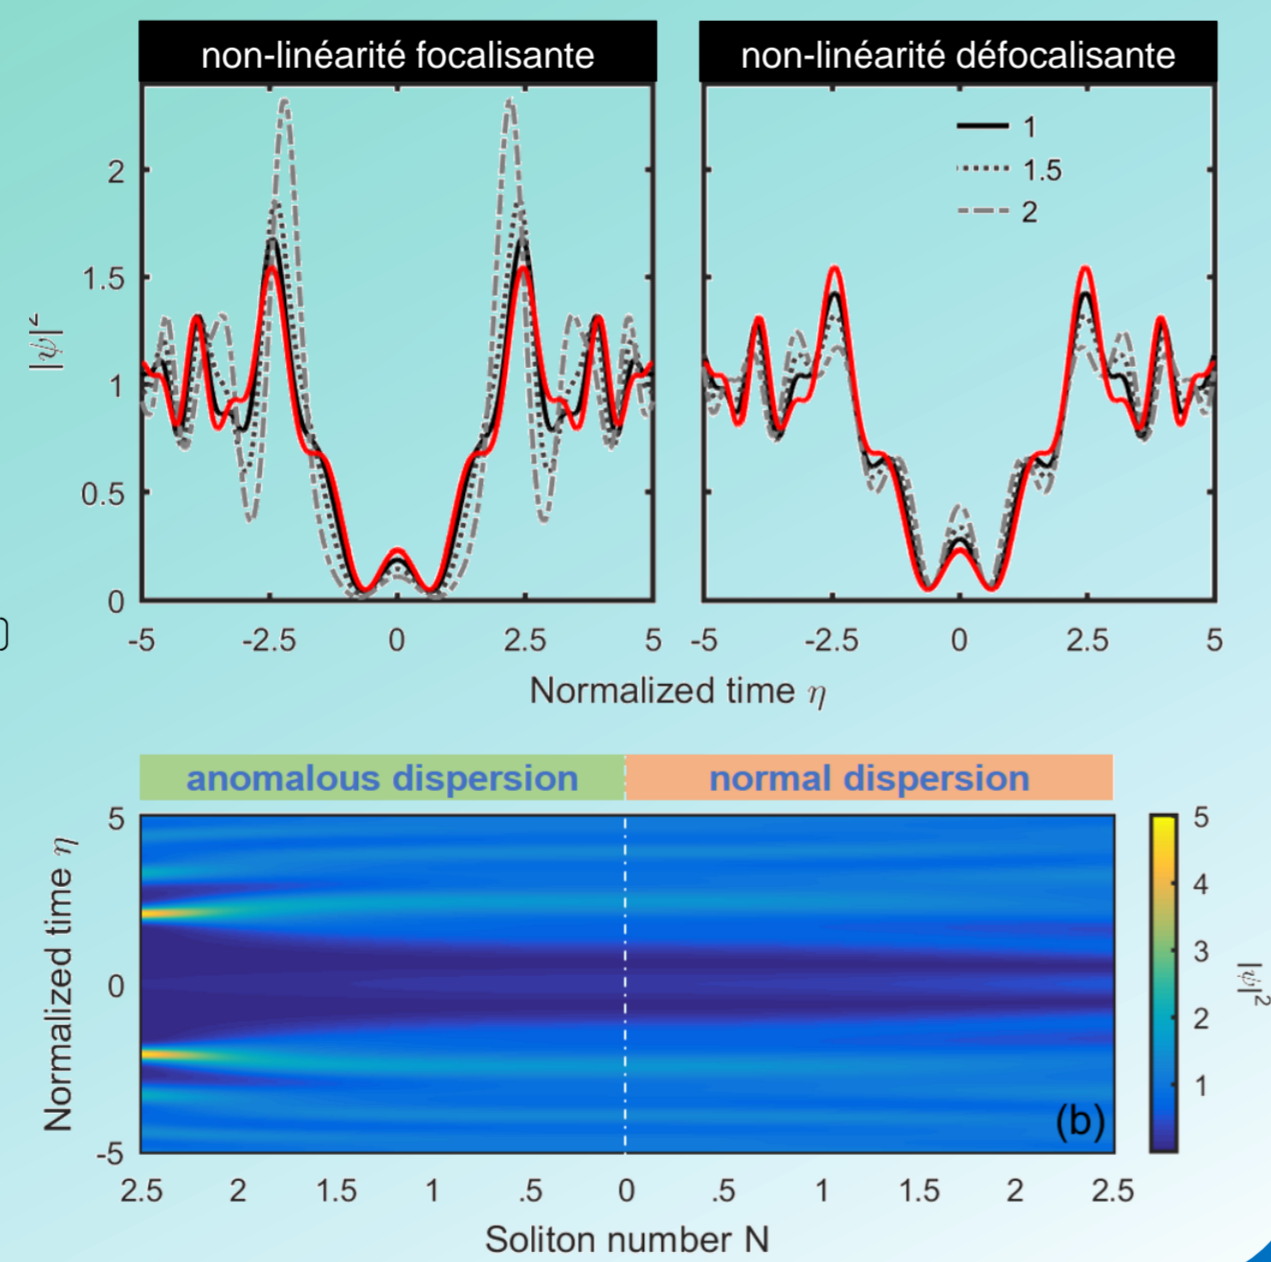 non-linéarité focalisante
non-linéarité défocalisante
1
1.5
2
2
1.5
1
0.5
0
|ψ|²
-5 -2.5 0 2.5 5
-5 -2.5 0 2.5 5
Normalized time η
anomalous dispersion
normal dispersion
5
0
-5
Normalized time η
(b)
5
4
3
2
1
|ψ|²
2.5 2 1.5 1 .5 0 .5 1 1.5 2 2.5
Soliton number N